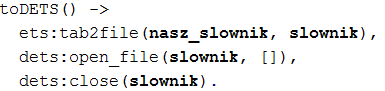 toDETS() ->
  ets:tab2file(nasz_slownik, slownik),
  dets:open_file(slownik, []),
  dets:close(slownik).